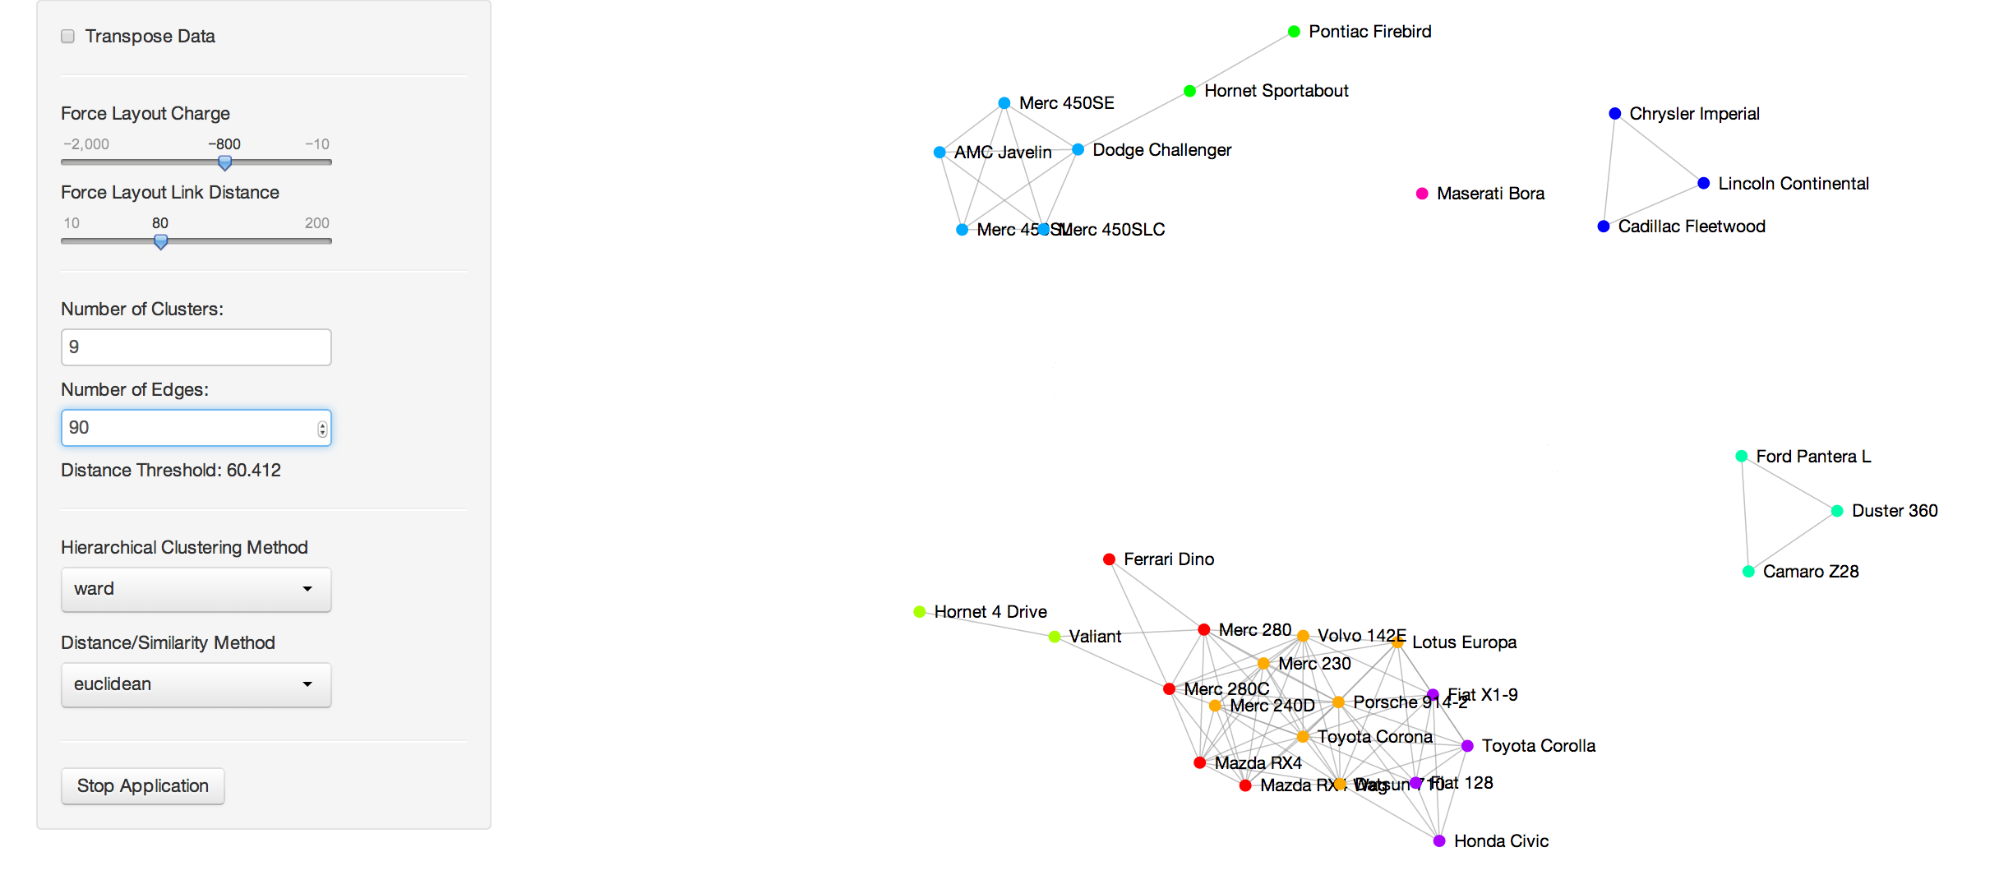 Transpose Data
Force Layout Charge
−2,000 −800 −10
Force Layout Link Distance
10 80 200
Number of Clusters:
9
Number of Edges:
90
Distance Threshold: 60.412
Hierarchical Clustering Method
ward
Distance/Similarity Method
euclidean
Stop Application
Pontiac Firebird
Hornet Sportabout
Merc 450SE
Chrysler Imperial
AMC Javelin
Dodge Challenger
Lincoln Continental
Maserati Bora
Cadillac Fleetwood
Merc 450SL
Merc 450SLC
Ford Pantera L
Duster 360
Camaro Z28
Ferrari Dino
Hornet 4 Drive
Valiant
Merc 280
Volvo 142E
Lotus Europa
Merc 230
Merc 280C
Fiat X1-9
Merc 240D
Porsche 914-2
Toyota Corona
Toyota Corolla
Mazda RX4
Mazda RX4 Wag
Datsun 710
Fiat 128
Honda Civic